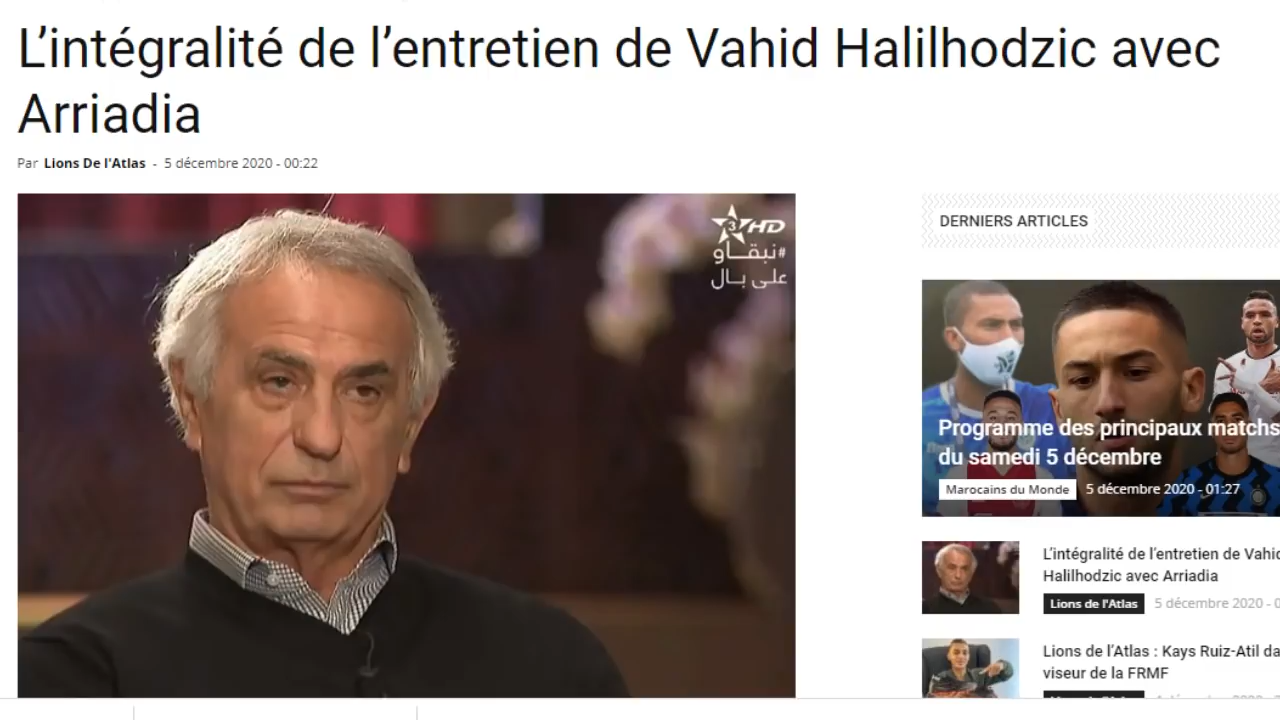 L’intégralité de l’entretien de Vahid Halilhodzic avec
Arriadia
Par Lions De l'Atlas - 5 décembre 2020 - 00:22
3 HD
#نبقاو
على بال
DERNIERS ARTICLES
Programme des principaux matchs
du samedi 5 décembre
Marocains du Monde 5 décembre 2020 - 01:27
L’intégralité de l’entretien de Vahid
Halilhodzic avec Arriadia
Lions de l'Atlas 5 décembre 2020 - 0
Lions de l’Atlas : Kays Ruiz-Atil da
viseur de la FRMF